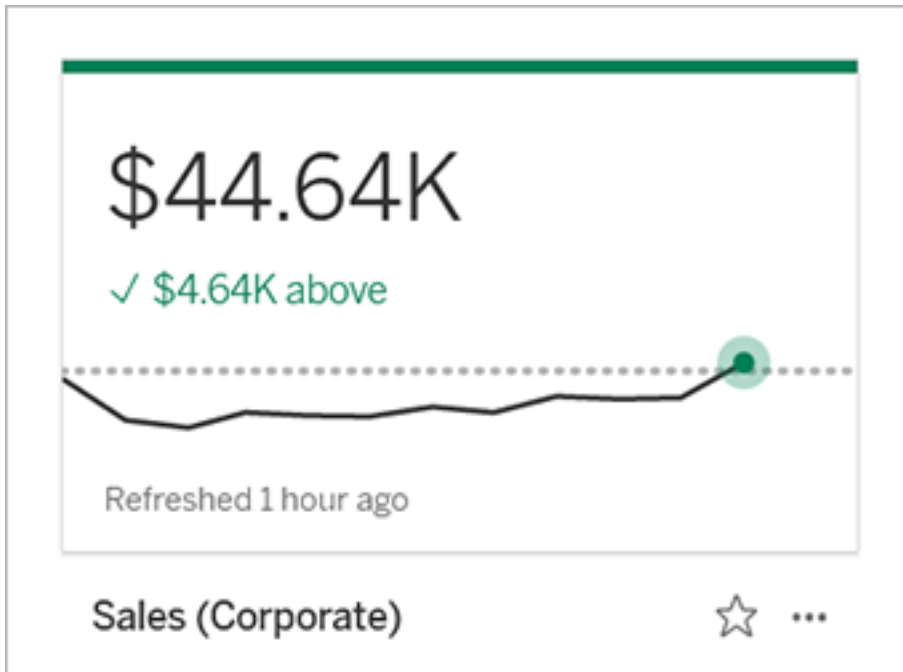 $44.64K
✓ $4.64K above
Refreshed 1 hour ago
Sales (Corporate)